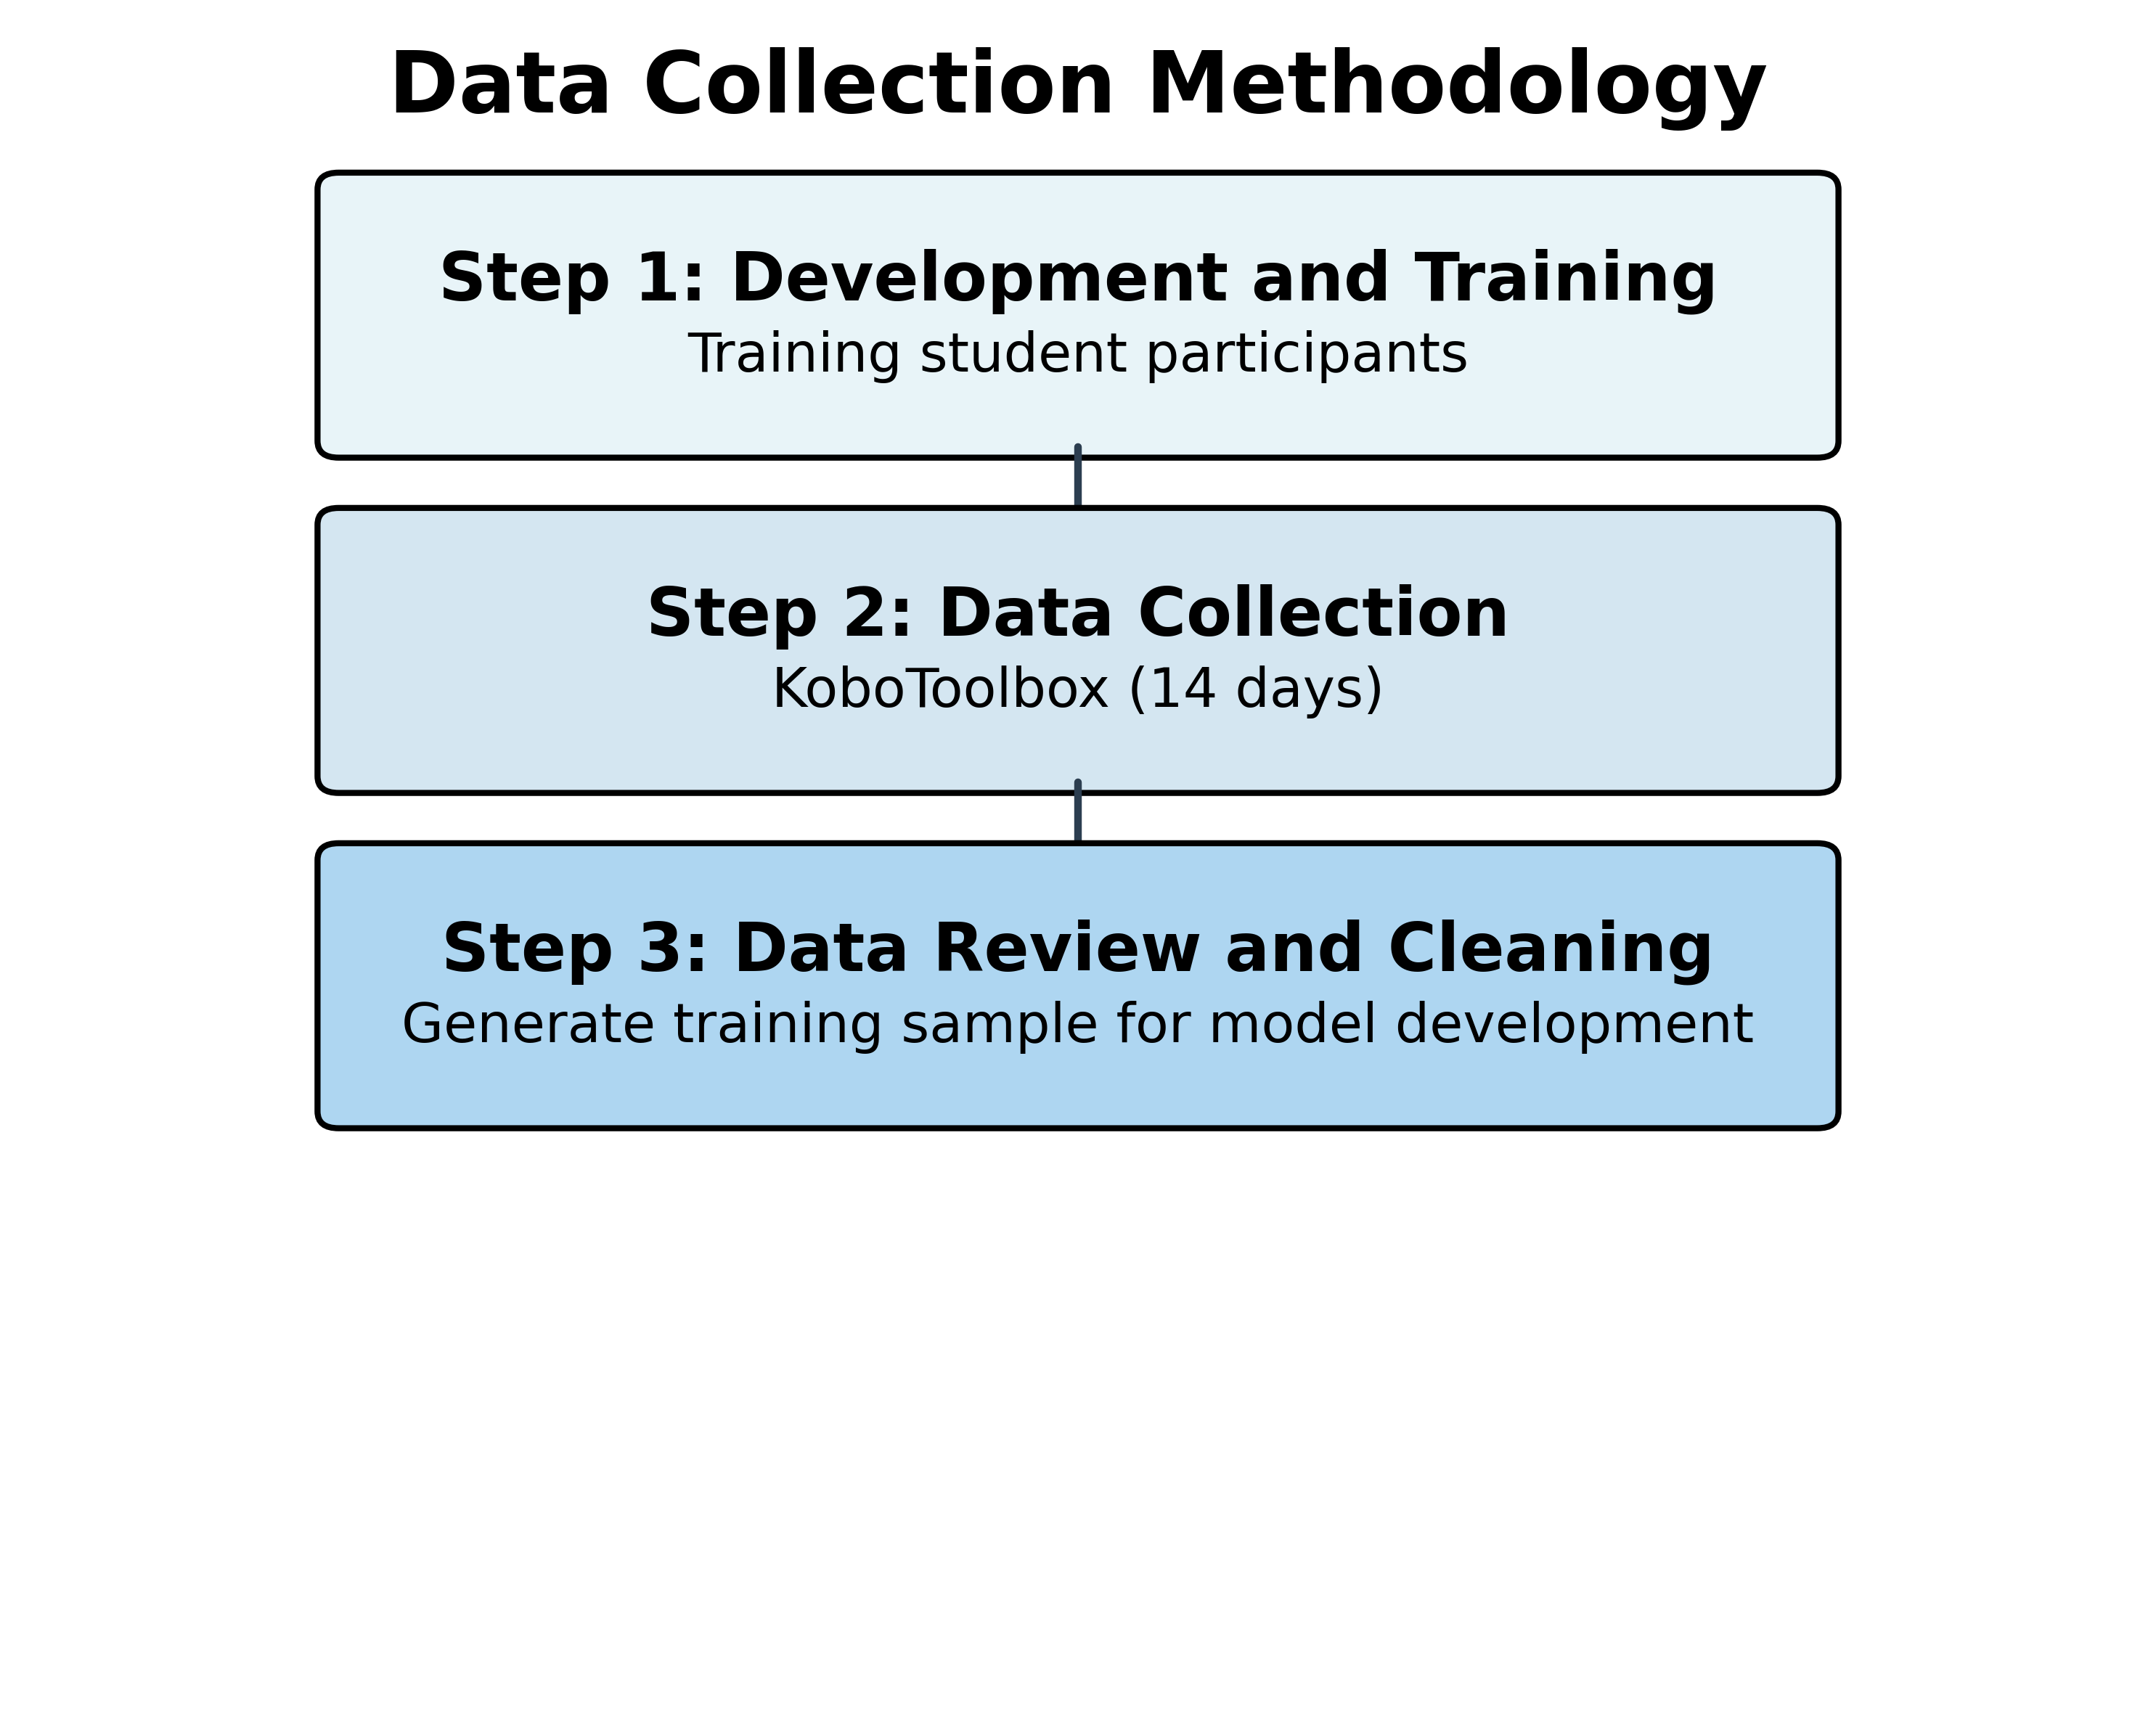 Data Collection Methodology
Step 1: Development and Training
Training student participants
Step 2: Data Collection
KoboToolbox (14 days)
Step 3: Data Review and Cleaning
Generate training sample for model development